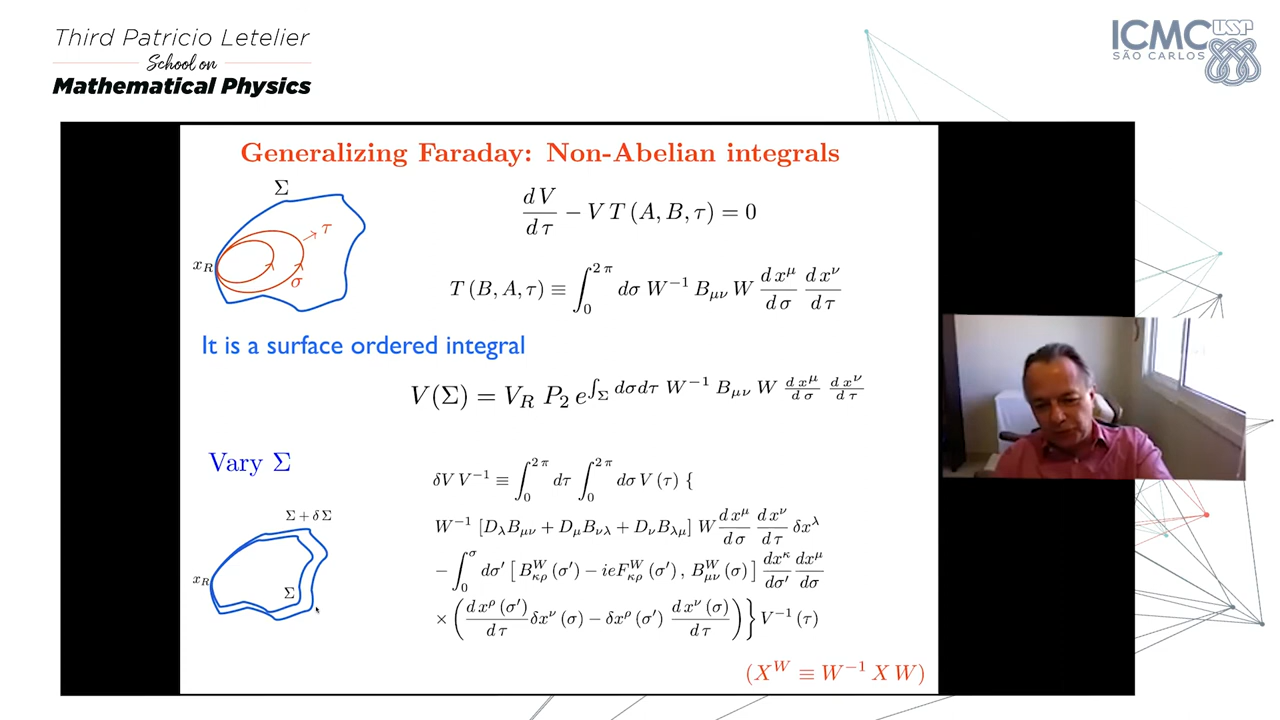 Third Patricio Letelier
School on
Mathematical Physics
ICMC USP
SÃO CARLOS
Generalizing Faraday: Non-Abelian integrals
Σ
τ
x_R
σ
dV/dτ − V T (A, B, τ) = 0
T (B, A, τ) ≡ ∫_0^{2π} dσ W^{-1} B_{μν} W dx^μ/dσ dx^ν/dτ
It is a surface ordered integral
V(Σ) = V_R P_2 e^{∫_Σ dσdτ W^{-1} B_{μν} W dx^μ/dσ dx^ν/dτ}
Vary Σ
Σ + δΣ
x_R
Σ
δV V^{-1} ≡ ∫_0^{2π} dτ ∫_0^{2π} dσ V(τ) {
W^{-1} [D_λ B_{μν} + D_μ B_{νλ} + D_ν B_{λμ}] W dx^μ/dσ dx^ν/dτ δx^λ
− ∫_0^σ dσ′ [B^W_{κρ}(σ′) − ieF^W_{κρ}(σ′), B^W_{μν}(σ)] dx^κ/dσ′ dx^μ/dσ
× (dx^ρ(σ′)/dτ δx^ν(σ) − δx^ρ(σ′) dx^ν(σ)/dτ)} V^{-1}(τ)
(X^W ≡ W^{-1} X W)